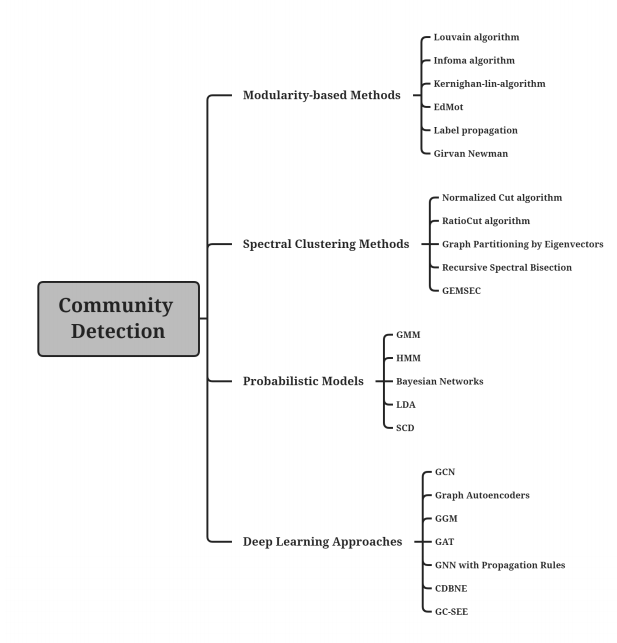 Community
Detection
Modularity-based Methods
Louvain algorithm
Infoma algorithm
Kernighan-lin-algorithm
EdMot
Label propagation
Girvan Newman
Spectral Clustering Methods
Normalized Cut algorithm
RatioCut algorithm
Graph Partitioning by Eigenvectors
Recursive Spectral Bisection
GEMSEC
Probabilistic Models
GMM
HMM
Bayesian Networks
LDA
SCD
Deep Learning Approaches
GCN
Graph Autoencoders
GGM
GAT
GNN with Propagation Rules
CDBNE
GC-SEE